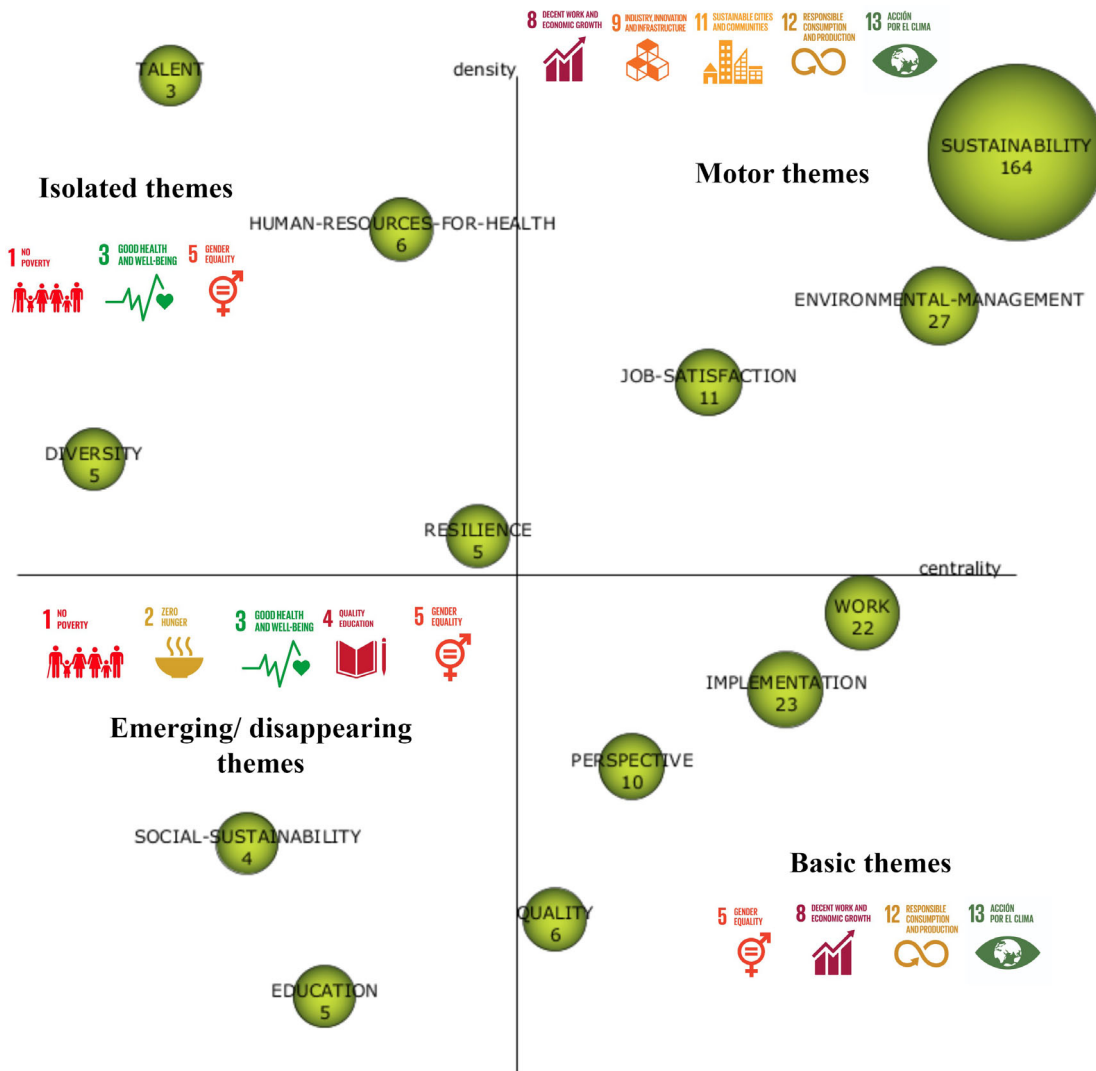 8 DECENT WORK AND
ECONOMIC GROWTH
9 INDUSTRY, INNOVATION
AND INFRASTRUCTURE
11 SUSTAINABLE CITIES
AND COMMUNITIES
12 RESPONSIBLE
CONSUMPTION
AND PRODUCTION
13 ACCIÓN
POR EL CLIMA
TALENT
3
density
SUSTAINABILITY
164
Isolated themes
Motor themes
HUMAN-RESOURCES-FOR-HEALTH
6
1 NO
POVERTY
3 GOOD HEALTH
AND WELL-BEING
5 GENDER
EQUALITY
ENVIRONMENTAL-MANAGEMENT
27
JOB-SATISFACTION
11
DIVERSITY
5
RESILIENCE
5
centrality
1 NO
POVERTY
2 ZERO
HUNGER
3 GOOD HEALTH
AND WELL-BEING
4 QUALITY
EDUCATION
5 GENDER
EQUALITY
WORK
22
IMPLEMENTATION
23
Emerging/ disappearing
themes
PERSPECTIVE
10
SOCIAL-SUSTAINABILITY
4
Basic themes
QUALITY
6
5 GENDER
EQUALITY
8 DECENT WORK AND
ECONOMIC GROWTH
12 RESPONSIBLE
CONSUMPTION
AND PRODUCTION
13 ACCIÓN
POR EL CLIMA
EDUCATION
5